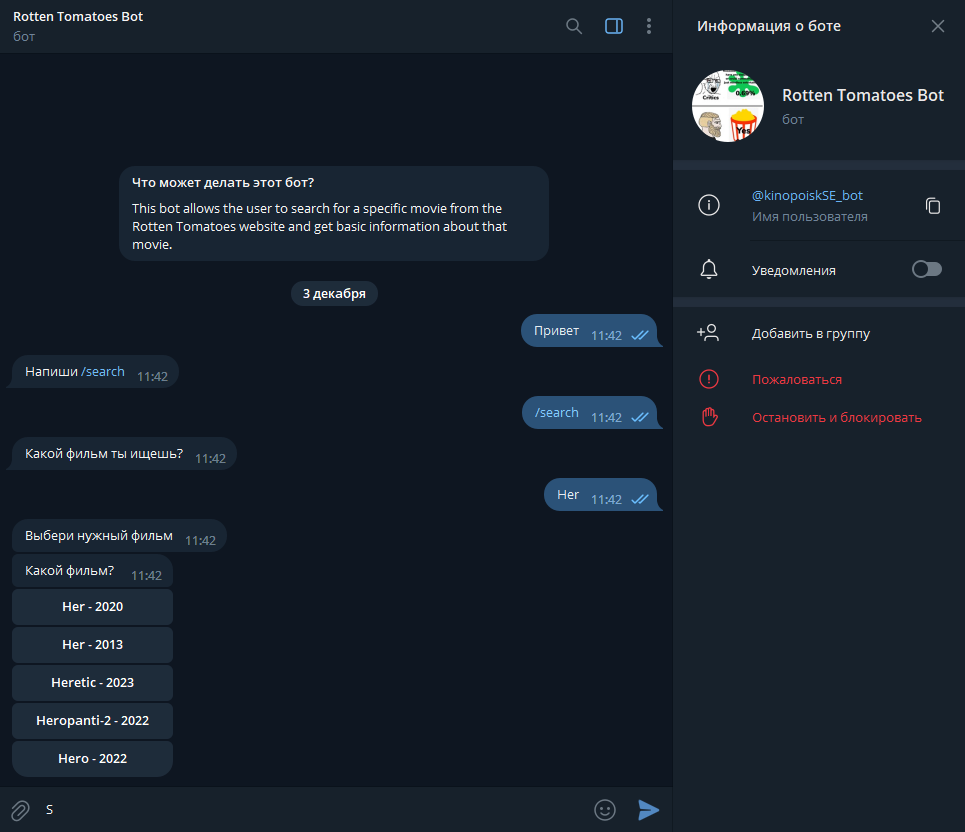 Rotten Tomatoes Bot
бот
Что может делать этот бот?
This bot allows the user to search for a specific movie from the
Rotten Tomatoes website and get basic information about that
movie.
3 декабря
Привет 11:42
Напиши /search 11:42
/search 11:42
Какой фильм ты ищешь? 11:42
Her 11:42
Выбери нужный фильм 11:42
Какой фильм? 11:42
Her - 2020
Her - 2013
Heretic - 2023
Heropanti-2 - 2022
Hero - 2022
S
Информация о боте
Critics
Yes
Rotten Tomatoes Bot
бот
@kinopoiskSE_bot
Имя пользователя
Уведомления
Добавить в группу
Пожаловаться
Остановить и блокировать